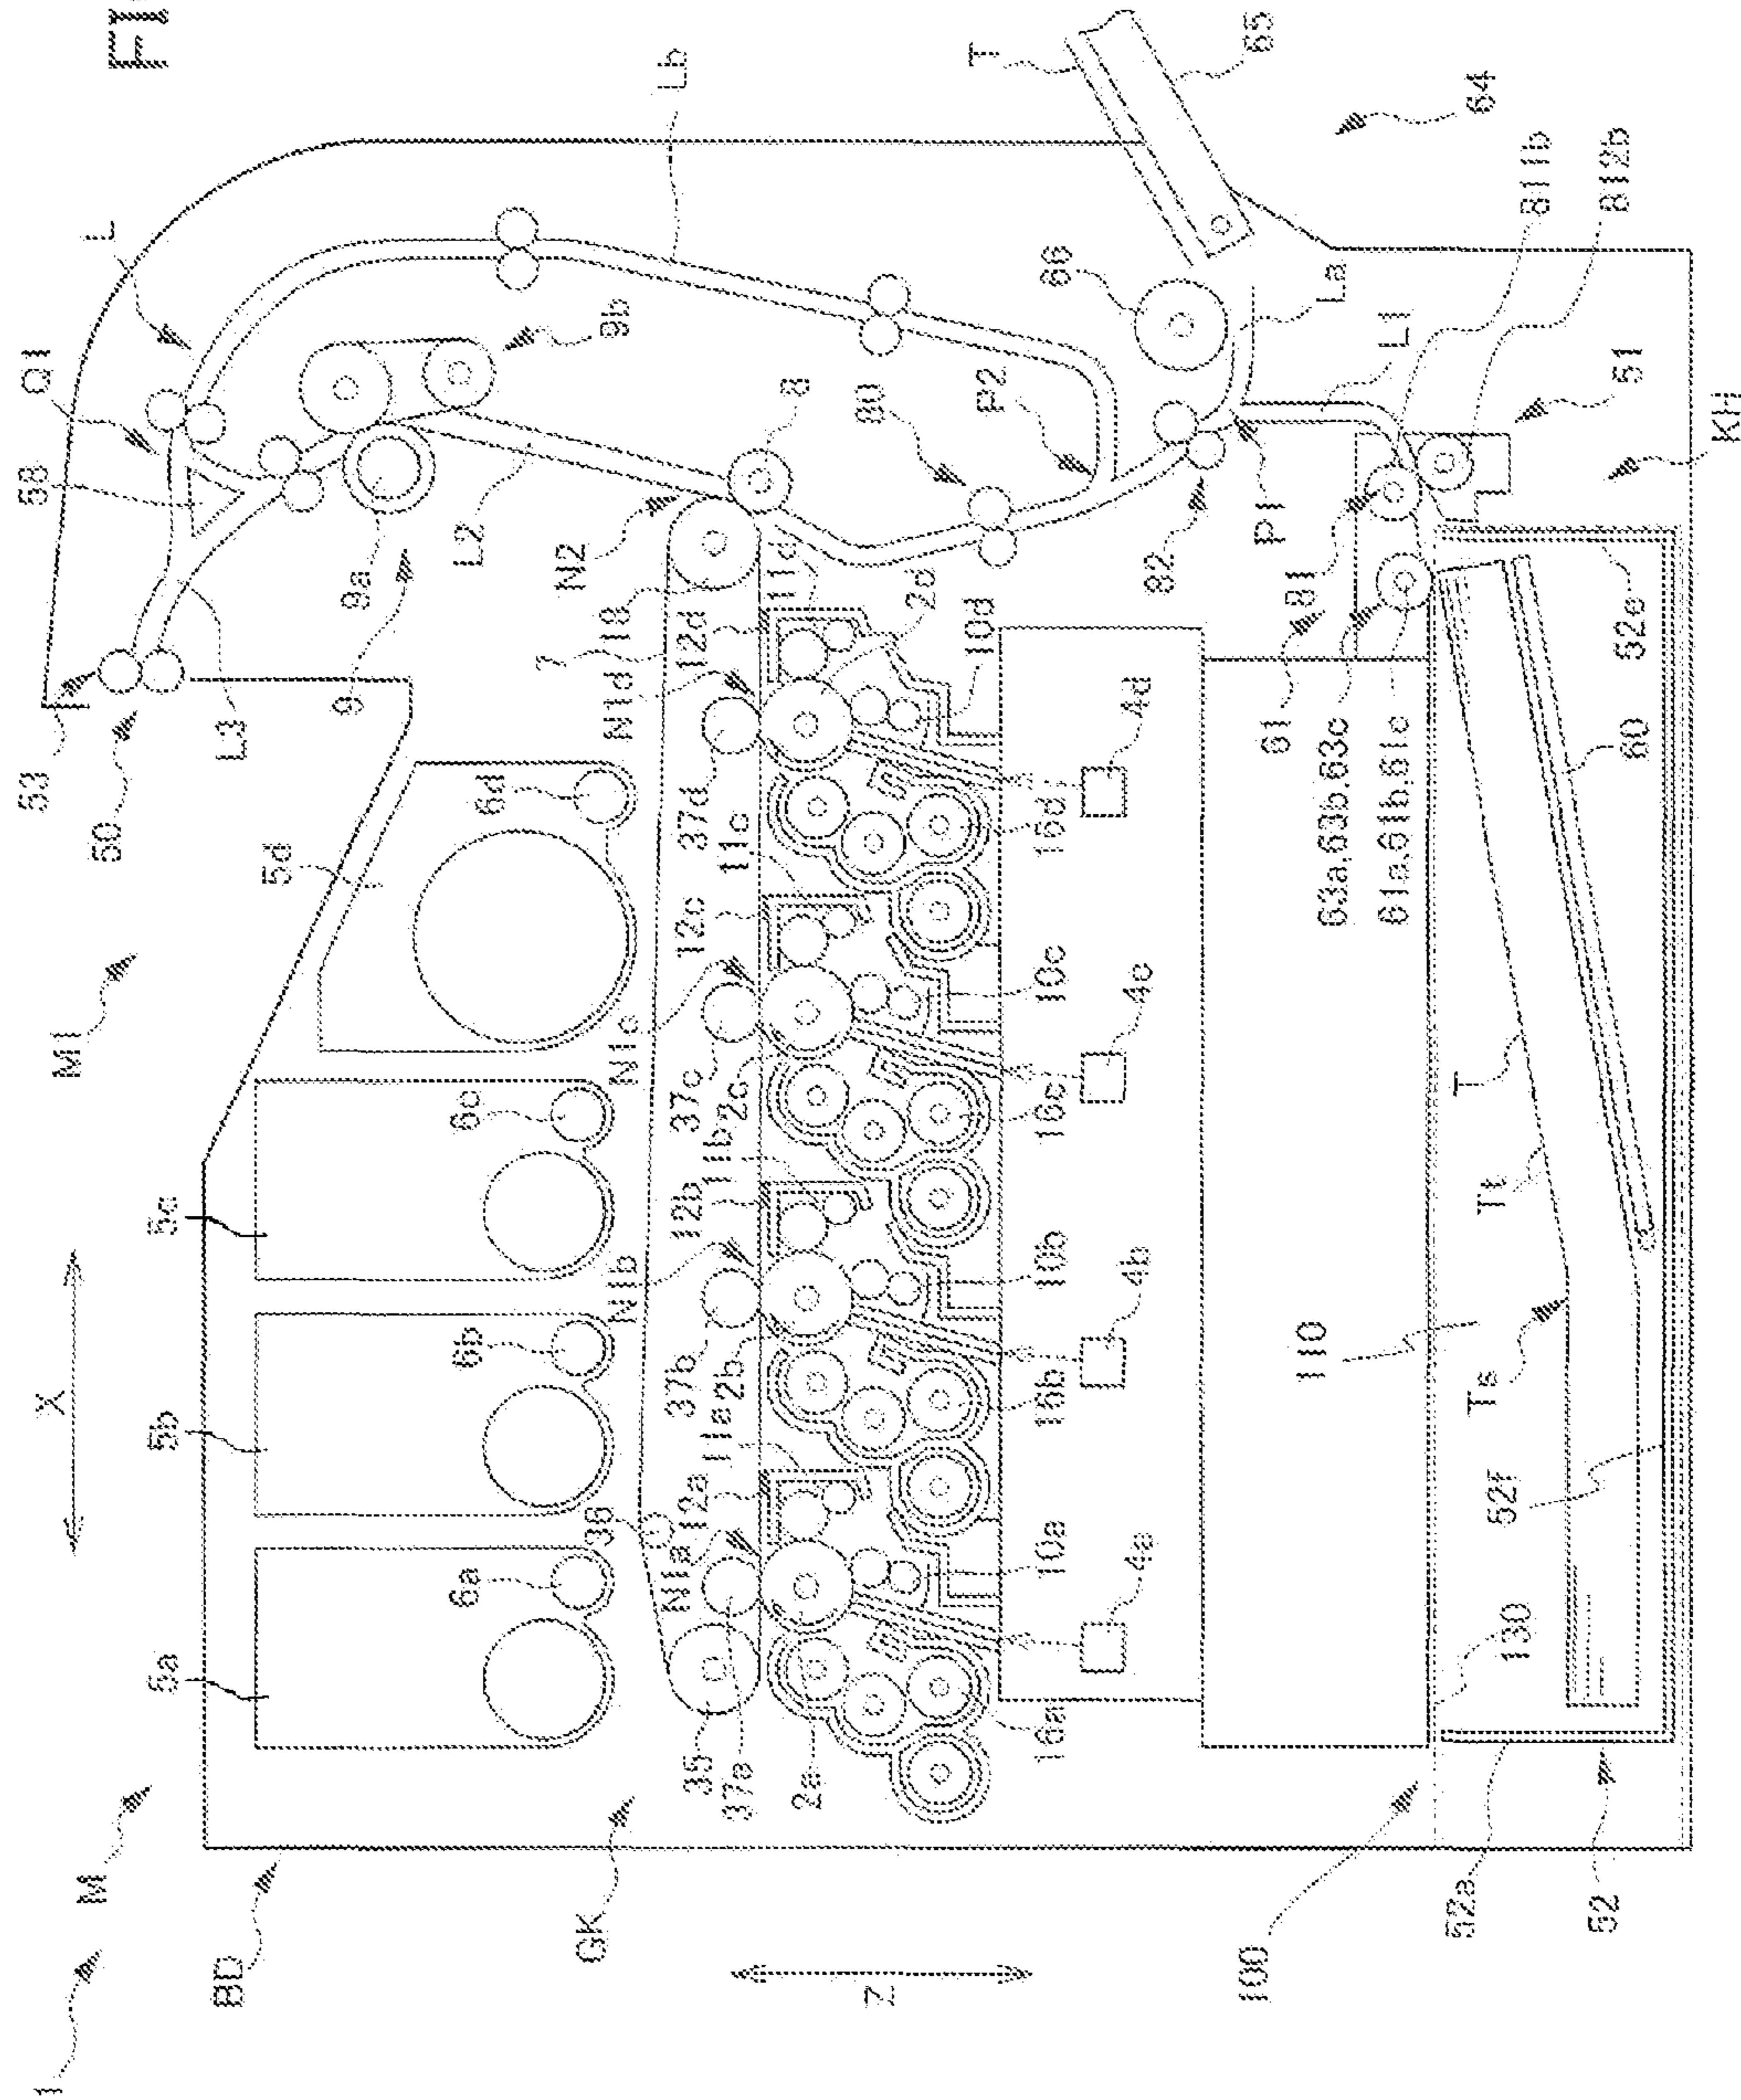 FI
1
M
M1
BD
X
Z
GK
KH
5a
5b
5c
5d
6a
6b
6c
6d
53
50
58
Q1
L
Lb
L3
9
9a
9b
L2
N2
8
80
P2
82
P1
66
La
L1
T
65
64
811b
812b
51
7
18
N1d
12d
11d
2d
10d
N1c
37d
11c
12c
N1b
37c
2c
11b
12b
37b
2b
11a
12a
N1a
36
35
37a
2a
16a
16b
16c
16d
10a
10b
10c
4a
4b
4c
4d
61
81
63a,63b,63c
61a,61b,61c
52e
60
T
Tt
Ts
110
52f
130
100
52a
52